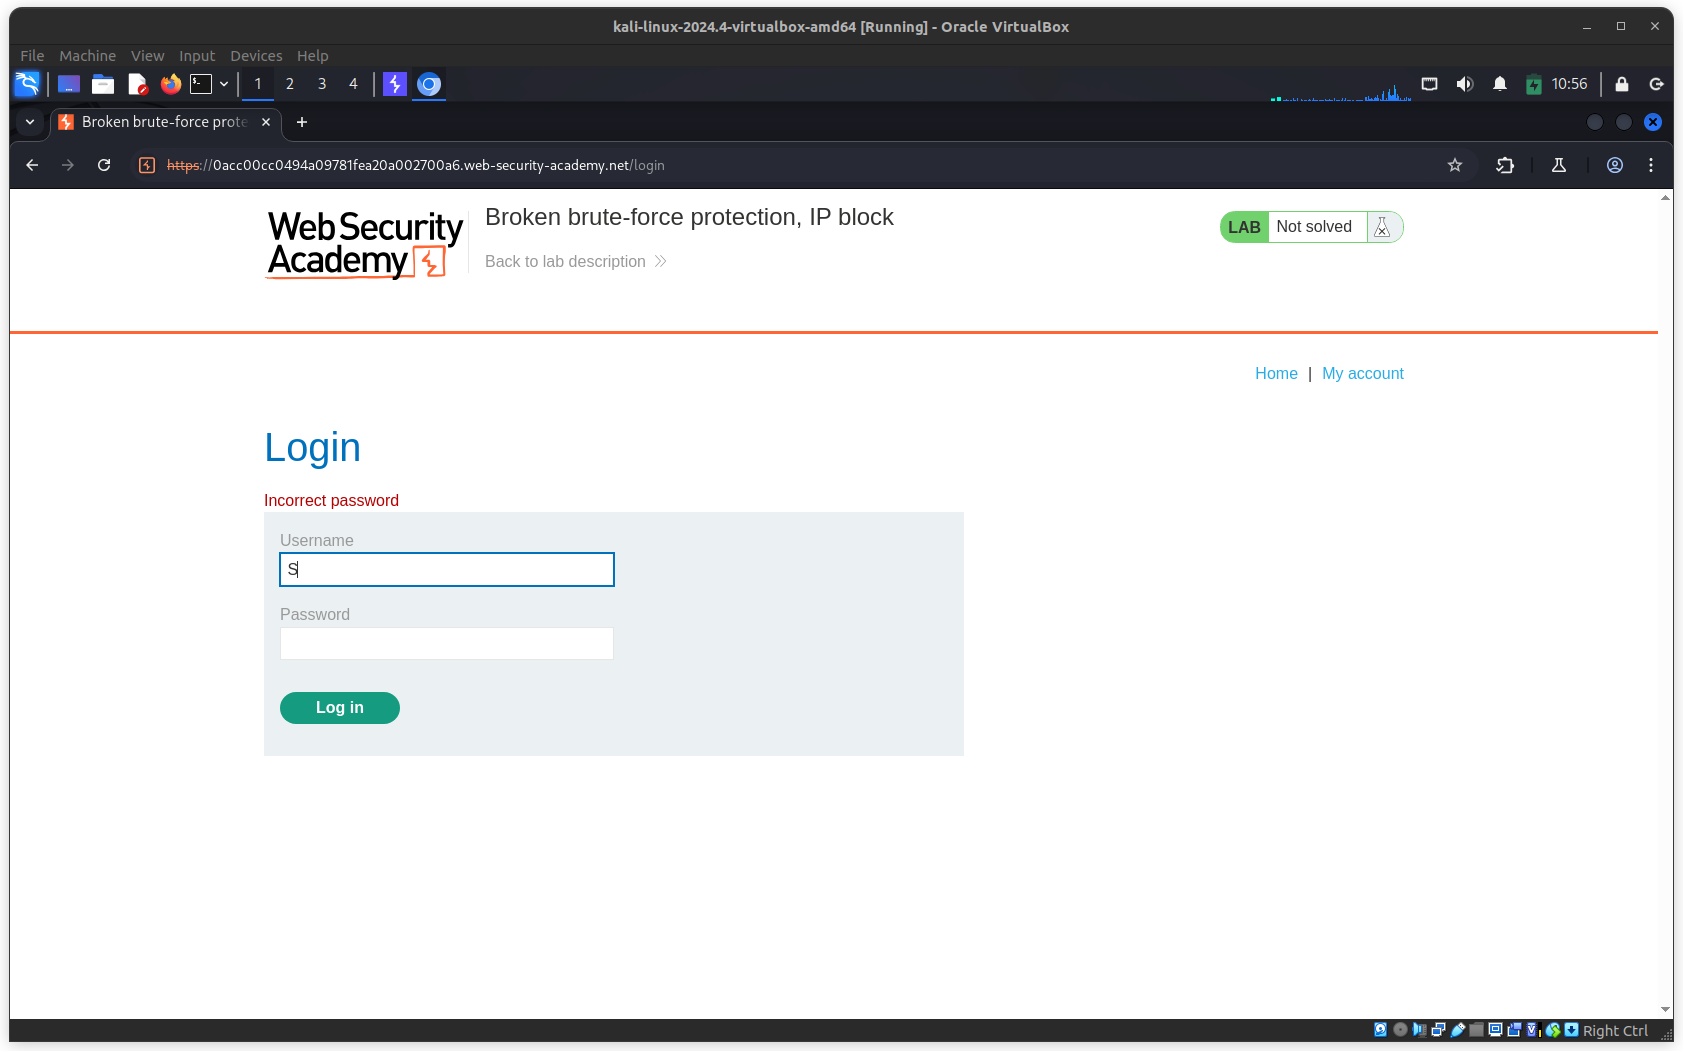 kali-linux-2024.4-virtualbox-amd64 [Running] - Oracle VirtualBox
File Machine View Input Devices Help
1 2 3 4 10:56
Broken brute-force prote
https://0acc00cc0494a09781fea20a002700a6.web-security-academy.net/login
Web Security
Academy
Broken brute-force protection, IP block
Back to lab description
LAB Not solved
Home | My account
Login
Incorrect password
Username
S
Password
Log in
Right Ctrl